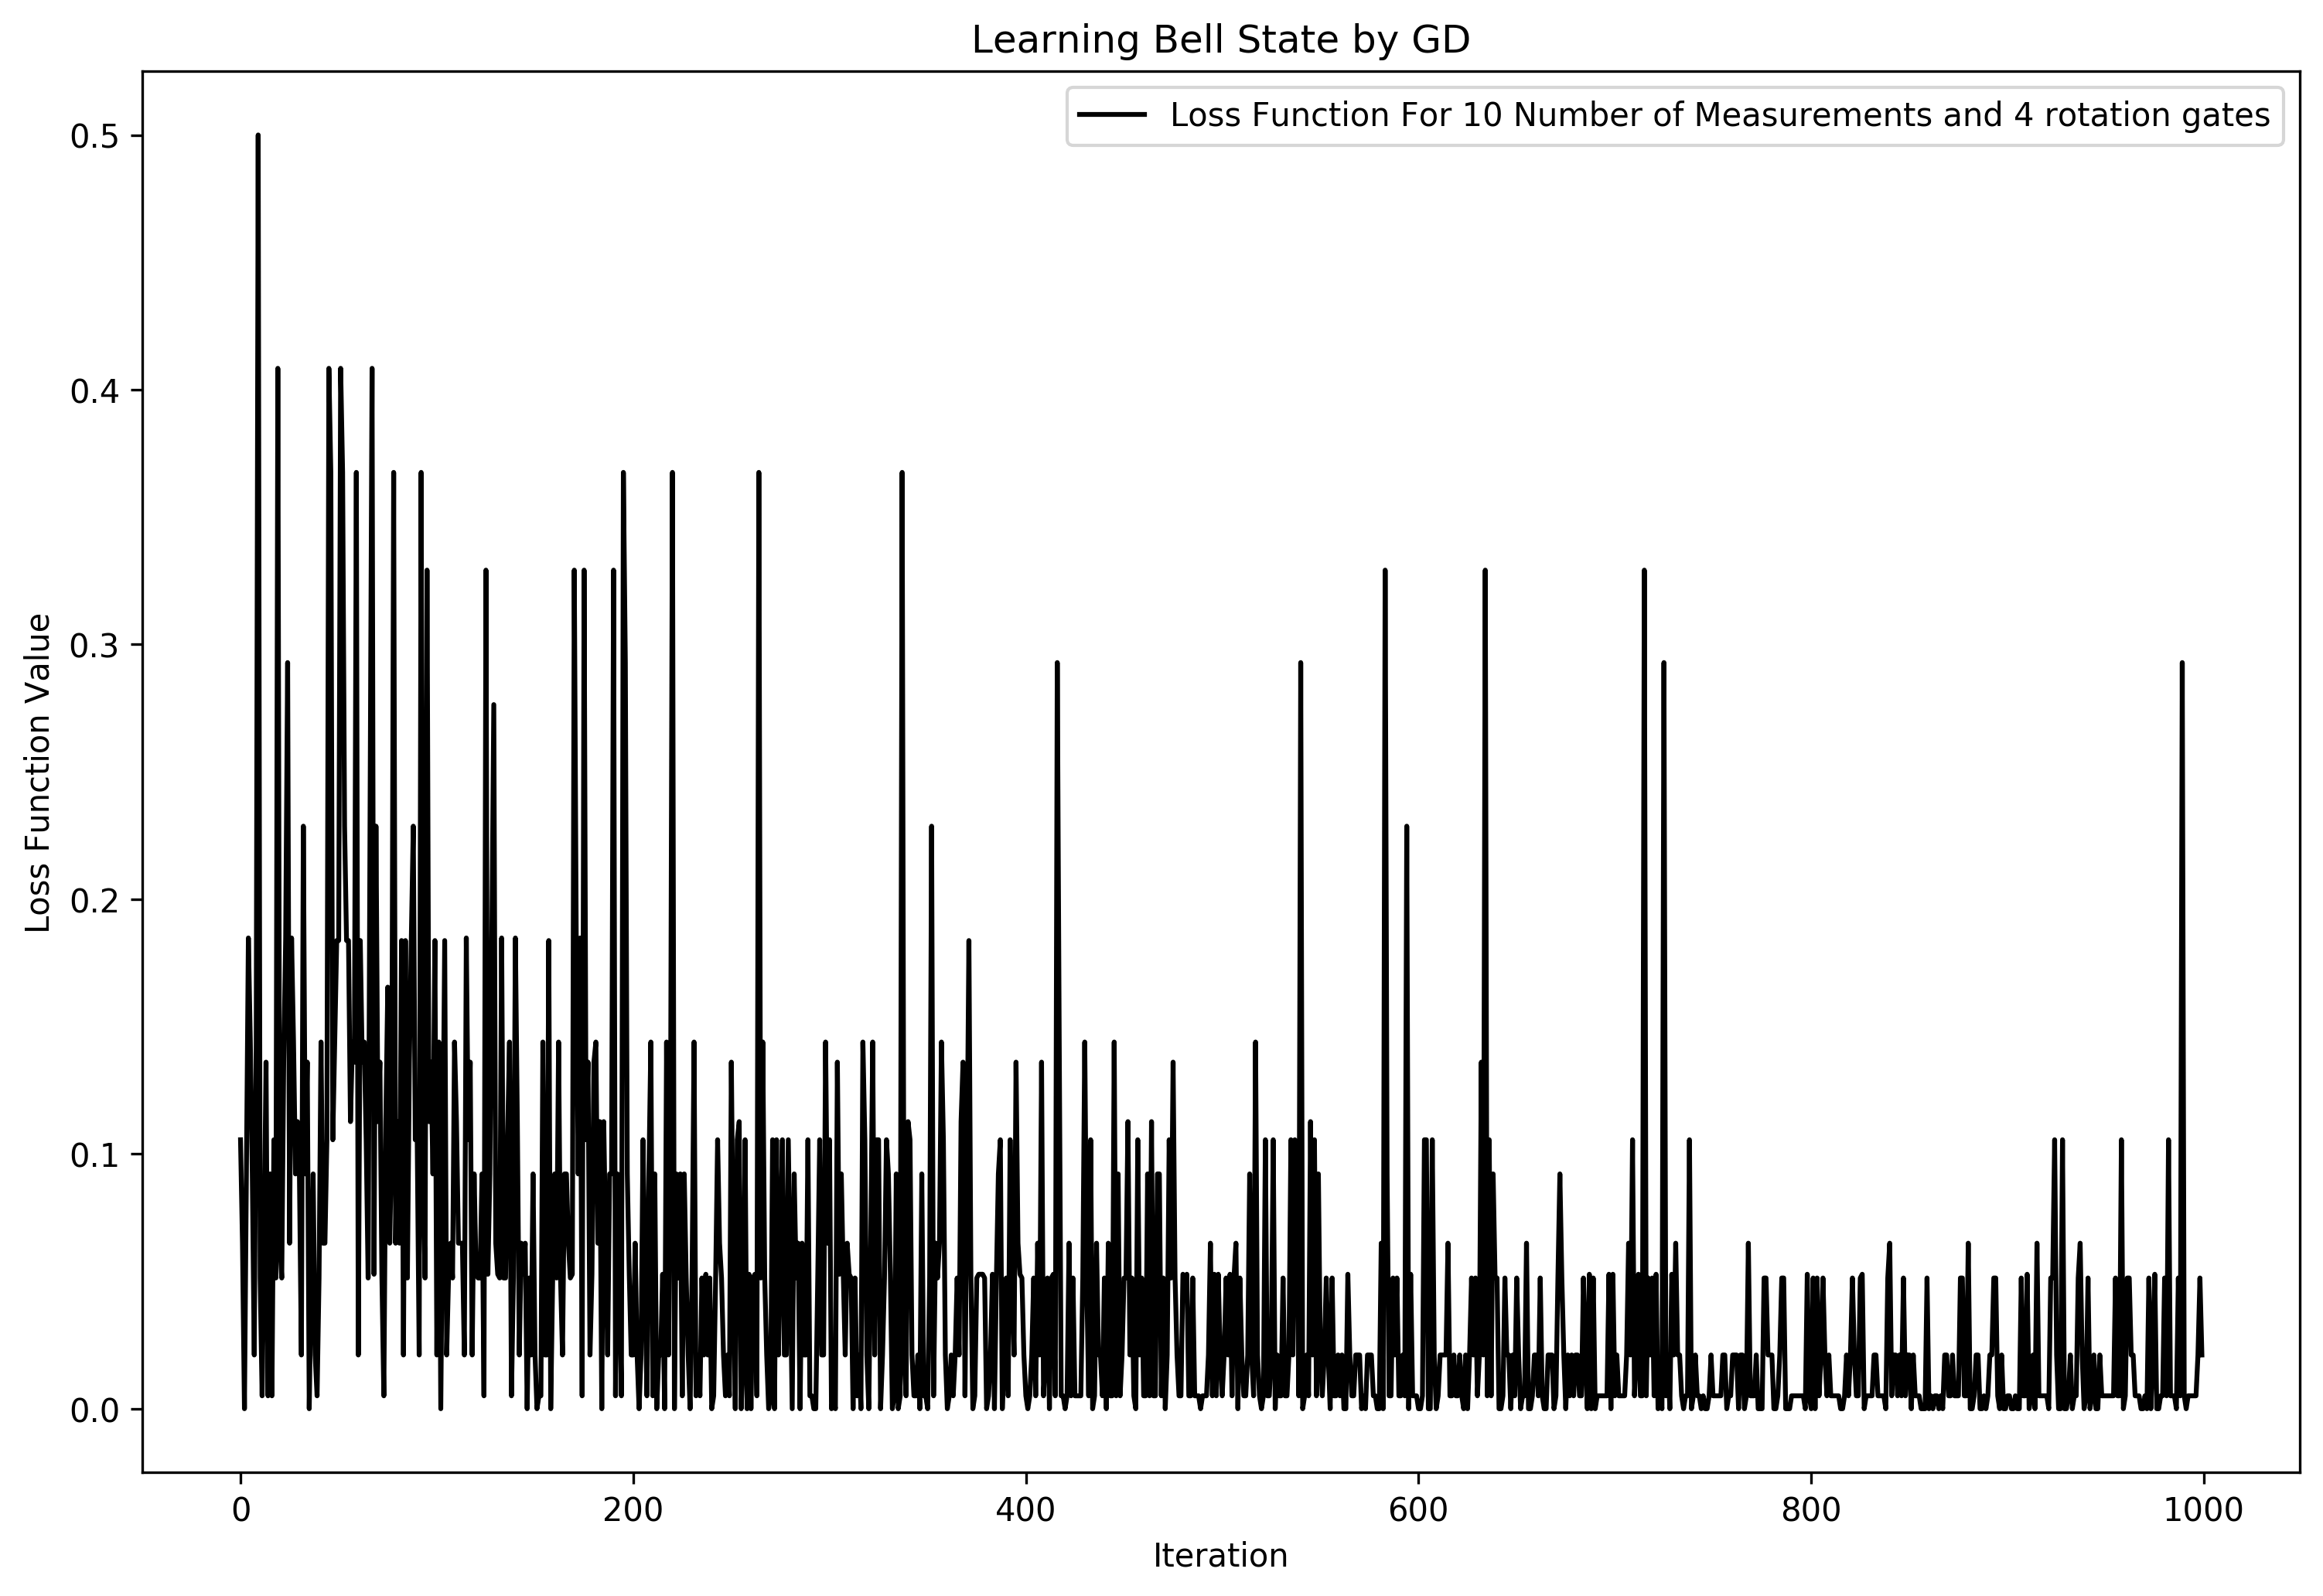 Learning Bell State by GD
Loss Function For 10 Number of Measurements and 4 rotation gates
0.5
0.4
0.3
0.2
0.1
0.0
Loss Function Value
0 200 400 600 800 1000
Iteration